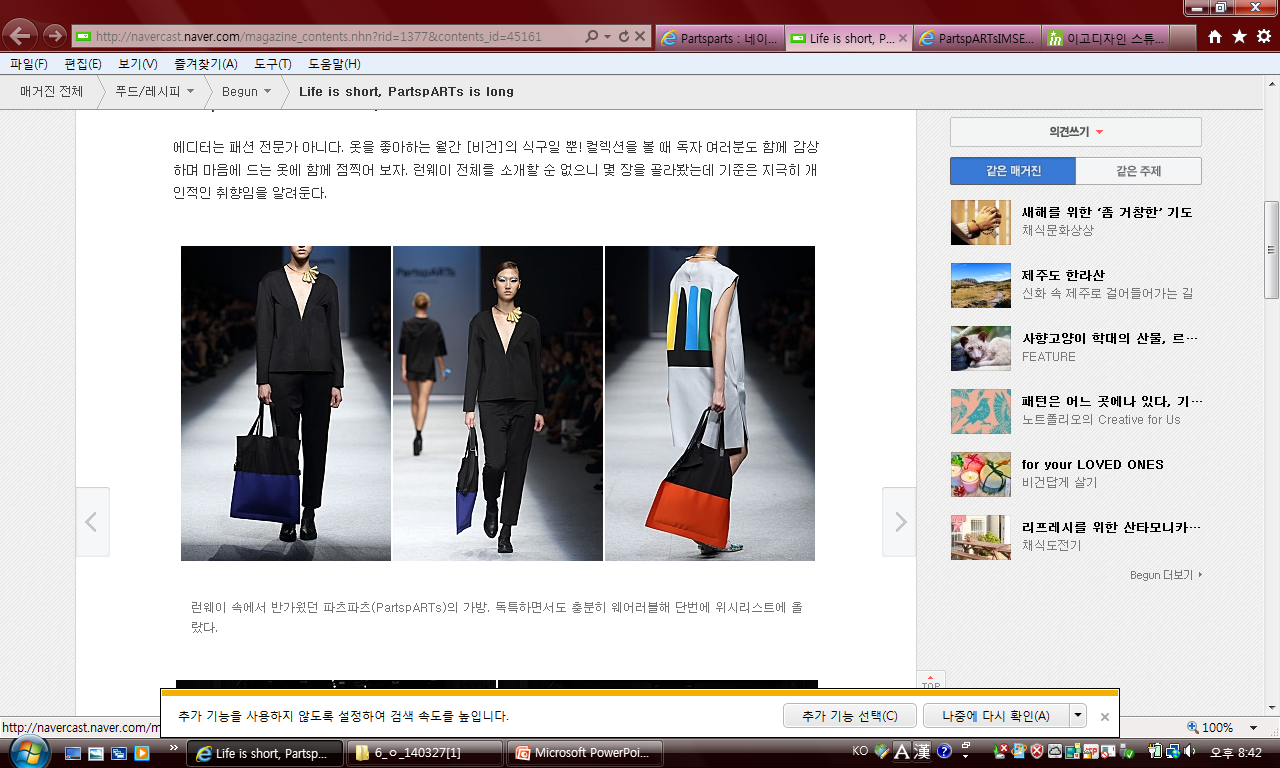 http://navercast.naver.com/magazine_contents.nhn?rid=1377&contents_id=45161
Partsparts : 네이...
Life is short, P...
PartspARTsIMSE...
이고디자인 스튜...
파일(F) 편집(E) 보기(V) 즐겨찾기(A) 도구(T) 도움말(H)
매거진 전체 푸드/레시피 Begun Life is short, PartspARTs is long
에디터는 패션 전문가 아니다. 옷을 좋아하는 월간 [비건]의 식구일 뿐! 컬렉션을 볼 때 독자 여러분도 함께 감상
하며 마음에 드는 옷에 함께 점찍어 보자. 런웨이 전체를 소개할 순 없으니 몇 장을 골라봤는데 기준은 지극히 개
인적인 취향임을 알려둔다.
PartspARTs
런웨이 속에서 반가웠던 파츠파츠(PartspARTs)의 가방. 독특하면서도 충분히 웨어러블해 단번에 위시리스트에 올
랐다.
의견쓰기
같은 매거진 같은 주제
새해를 위한 ‘좀 거창한’ 기도
채식문화상상
제주도 한라산
신화 속 제주로 걸어들어가는 길
사향고양이 학대의 산물, 르...
FEATURE
패턴은 어느 곳에나 있다, 기...
노트폴리오의 Creative for Us
for your LOVED ONES
비건답게 살기
리프레시를 위한 산타모니카...
채식도전기
Begun 더보기
TOP
추가 기능을 사용하지 않도록 설정하여 검색 속도를 높입니다.
추가 기능 선택(C) 나중에 다시 확인(A)
http://navercast.naver.com/m
100%
Life is short, Partsp...
6_ㅇ_140327[1]
Microsoft PowerPoi...
KO A 漢
오후 8:42